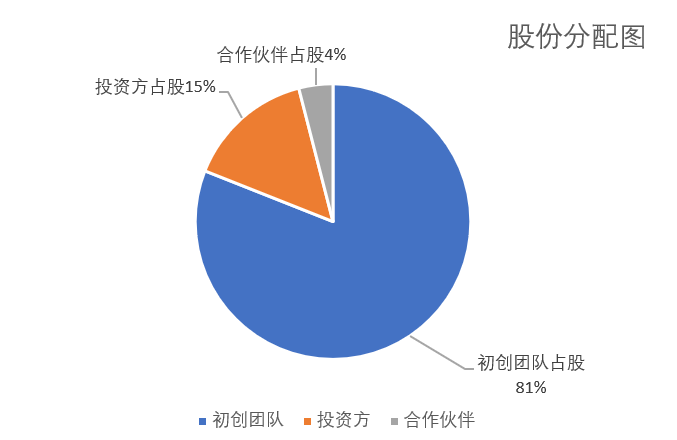 股份分配图
合作伙伴占股4%
投资方占股15%
初创团队占股
81%
初创团队 投资方 合作伙伴